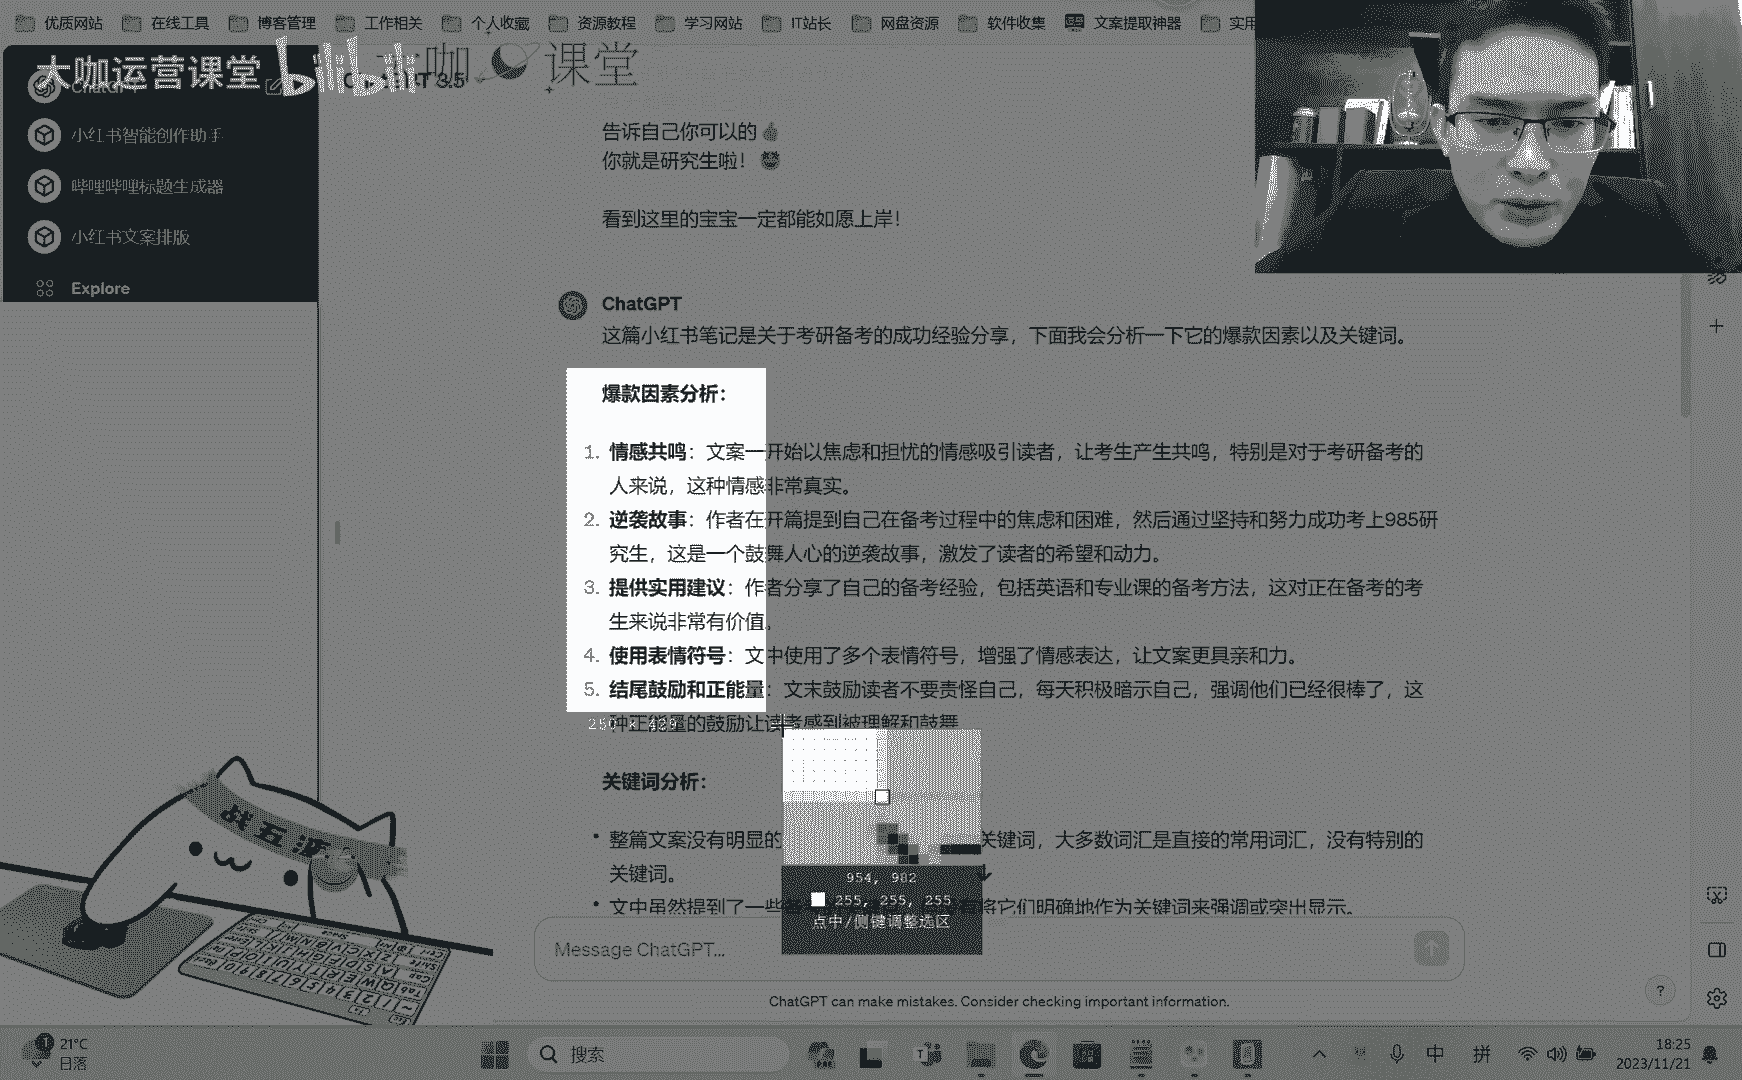 优质网站
在线工具
博客管理
工作相关
个人收藏
资源教程
学习网站
IT站长
网盘资源
软件收集
文案提取神器
实用
大咖运营课堂
bilibili
大咖 课堂
ChatGPT
3.5
小红书智能创作助手
哔哩哔哩标题生成器
小红书文案排版
Explore
告诉自己你可以的
你就是研究生啦！
看到这里的宝宝一定都能如愿上岸！
ChatGPT
这篇小红书笔记是关于考研备考的成功经验分享，下面我会分析一下它的爆款因素以及关键词。
爆款因素分析：
1. 情感共鸣：文案一开始以焦虑和担忧的情感吸引读者，让考生产生共鸣，特别是对于考研备考的
人来说，这种情感非常真实。
2. 逆袭故事：作者在开篇提到自己在备考过程中的焦虑和困难，然后通过坚持和努力成功考上985研
究生，这是一个鼓舞人心的逆袭故事，激发了读者的希望和动力。
3. 提供实用建议：作者分享了自己的备考经验，包括英语和专业课的备考方法，这对正在备考的考
生来说非常有价值。
4. 使用表情符号：文中使用了多个表情符号，增强了情感表达，让文案更具亲和力。
5. 结尾鼓励和正能量：文末鼓励读者不要责怪自己，每天积极暗示自己，强调他们已经很棒了，这
种正能量的鼓励让读者感到被理解和鼓舞
关键词分析：
• 整篇文案没有明显的 关键词，大多数词汇是直接的常用词汇，没有特别的
关键词。
• 文中虽然提到了一些 将它们明确地作为关键词来强调或突出显示。
954, 982
255, 255, 255
点中/侧键调整选区
Message ChatGPT...
ChatGPT can make mistakes. Consider checking important information.
?
战互派
21°C
日落
搜索
中
拼
18:25
2023/11/21